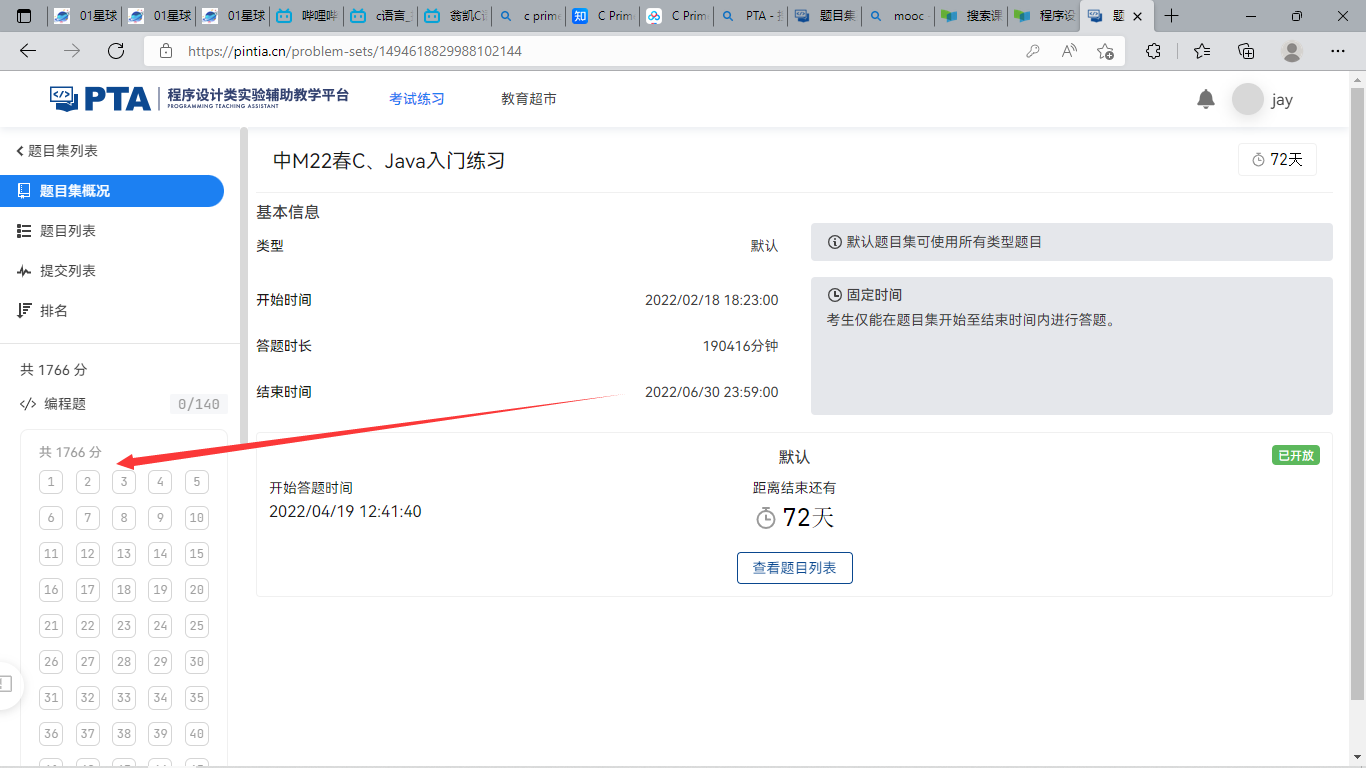 01星球
01星球
01星球
哔哩哔
c语言_
翁凯C语
c prime
C Prim
C Prim
PTA -
题目集
mooc
搜索课
程序设
题
https://pintia.cn/problem-sets/1494618829988102144
PTA 程序设计类实验辅助教学平台
PROGRAMMING TEACHING ASSISTANT
考试练习
教育超市
jay
题目集列表
题目集概况
题目列表
提交列表
排名
共 1766 分
编程题 0/140
共 1766 分
1 2 3 4 5
6 7 8 9 10
11 12 13 14 15
16 17 18 19 20
21 22 23 24 25
26 27 28 29 30
31 32 33 34 35
36 37 38 39 40
中M22春C、Java入门练习
72天
基本信息
类型 默认
开始时间 2022/02/18 18:23:00
答题时长 190416分钟
结束时间 2022/06/30 23:59:00
默认题目集可使用所有类型题目
固定时间
考生仅能在题目集开始至结束时间内进行答题。
默认
已开放
开始答题时间
2022/04/19 12:41:40
距离结束还有
72天
查看题目列表